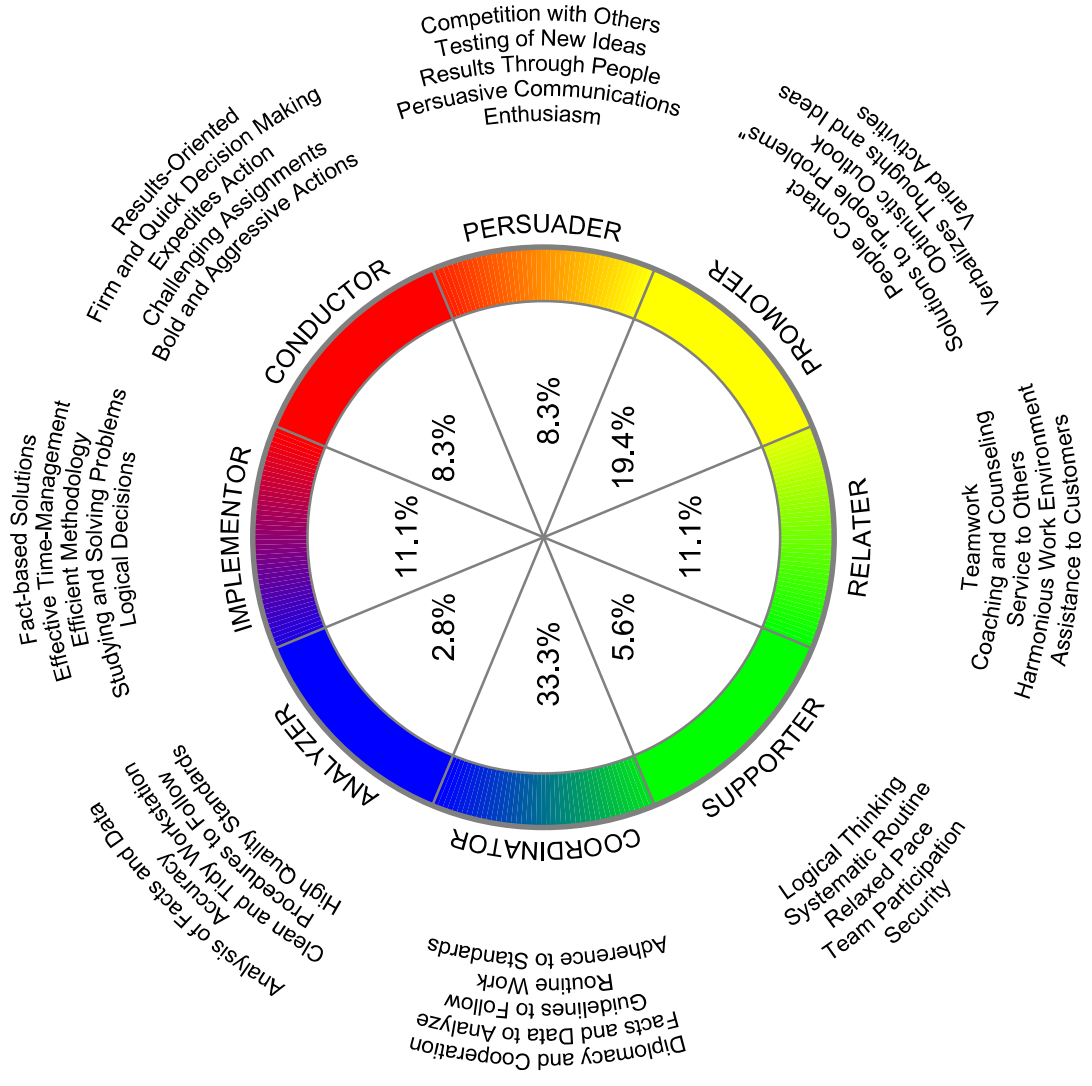 Competition with Others
Testing of New Ideas
Results Through People
Persuasive Communications
Enthusiasm
PERSUADER
8.3%
Varied Activities
Verbalizes Thoughts and Ideas
Optimistic Outlook
Solutions to "People Problems"
People Contact
PROMOTER
19.4%
Teamwork
Coaching and Counseling
Service to Others
Harmonious Work Environment
Assistance to Customers
RELATER
11.1%
Logical Thinking
Systematic Routine
Relaxed Pace
Team Participation
Security
SUPPORTER
5.6%
Adherence to Standards
Routine Work
Guidelines to Follow
Facts and Data to Analyze
Diplomacy and Cooperation
COORDINATOR
33.3%
High Quality Standards
Procedures to Follow
Clean and Tidy Workstation
Accuracy
Analysis of Facts and Data
ANALYZER
2.8%
Fact-based Solutions
Effective Time-Management
Efficient Methodology
Studying and Solving Problems
Logical Decisions
IMPLEMENTOR
11.1%
Results-Oriented
Firm and Quick Decision Making
Expedites Action
Challenging Assignments
Bold and Aggressive Actions
CONDUCTOR
8.3%